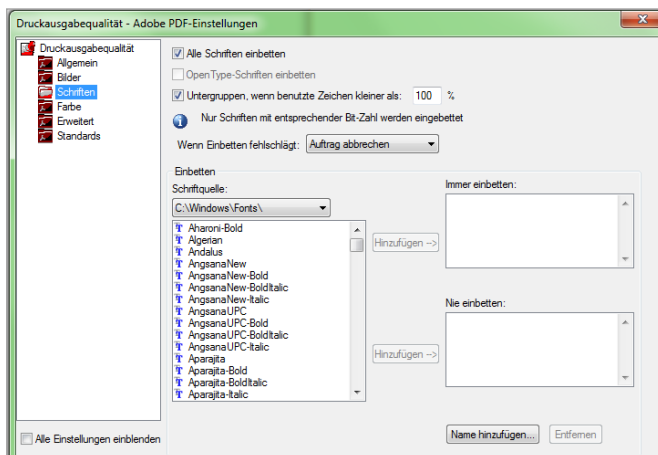 Druckausgabequalität - Adobe PDF-Einstellungen
Druckausgabequalität
Allgemein
Bilder
Schriften
Farbe
Erweitert
Standards
Alle Einstellungen einblenden
Alle Schriften einbetten
OpenType-Schriften einbetten
Untergruppen, wenn benutzte Zeichen kleiner als: 100 %
Nur Schriften mit entsprechender Bit-Zahl werden eingebettet
Wenn Einbetten fehlschlägt: Auftrag abbrechen
Einbetten
Schriftquelle:
C:\Windows\Fonts\
Aharoni-Bold
Algerian
Andalus
AngsanaNew
AngsanaNew-Bold
AngsanaNew-BoldItalic
AngsanaNew-Italic
AngsanaUPC
AngsanaUPC-Bold
AngsanaUPC-BoldItalic
AngsanaUPC-Italic
Aparajita
Aparajita-Bold
Aparajita-BoldItalic
Aparajita-Italic
Hinzufügen -->
Hinzufügen -->
Immer einbetten:
Nie einbetten:
Name hinzufügen...
Entfernen